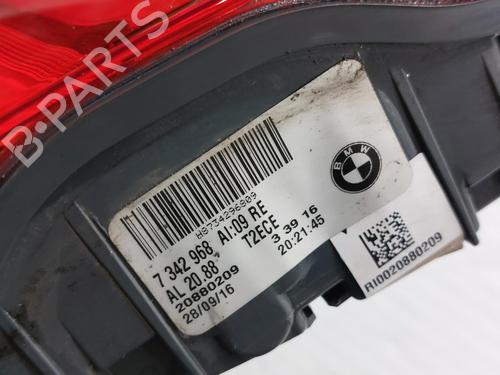 B-PARTS
H8734296809
7 342 968 AI:09 RE
AL 20.88 T2ECE 3 39 16
20880209 20:21:45
28/09/16
BMW
RI0020880209